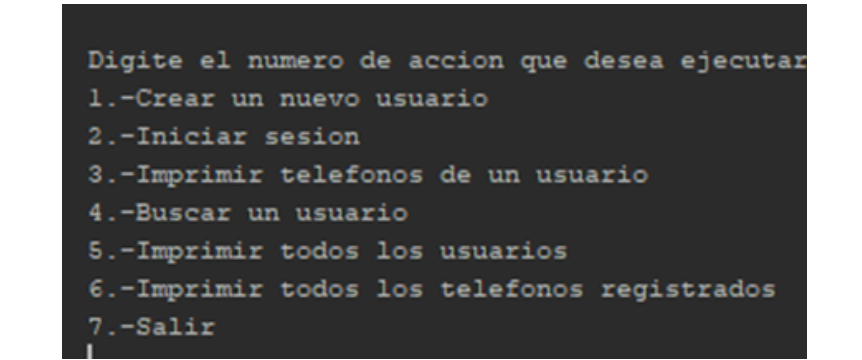 Digite el numero de accion que desea ejecutar
1.-Crear un nuevo usuario
2.-Iniciar sesion
3.-Imprimir telefonos de un usuario
4.-Buscar un usuario
5.-Imprimir todos los usuarios
6.-Imprimir todos los telefonos registrados
7.-Salir